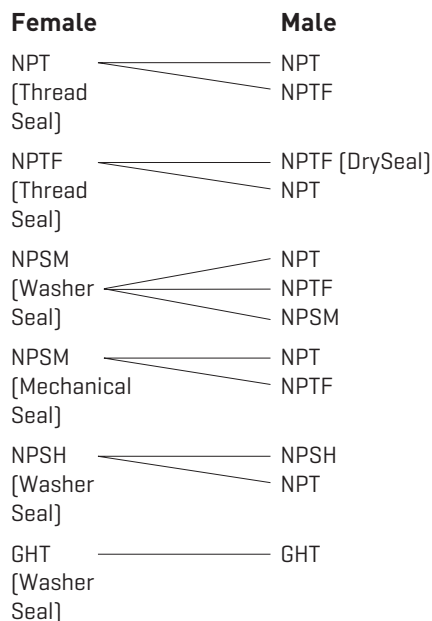 Female Male
NPT NPT
(Thread NPTF
Seal)
NPTF NPTF (DrySeal)
(Thread NPT
Seal)
NPSM NPT
(Washer NPTF
Seal) NPSM
NPSM NPT
(Mechanical NPTF
Seal)
NPSH NPSH
(Washer NPT
Seal)
GHT GHT
(Washer
Seal)